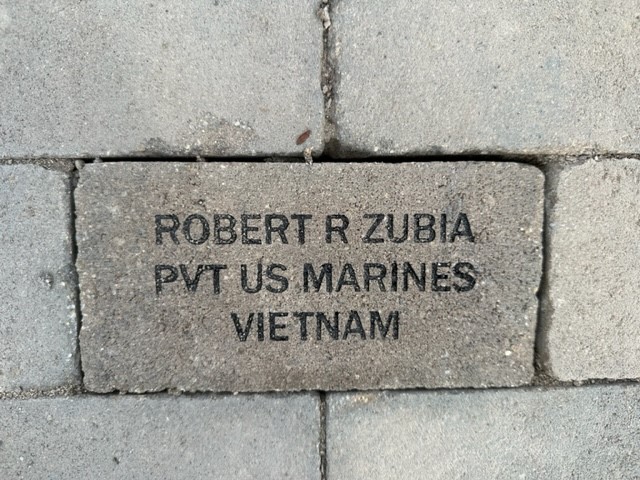 ROBERT R ZUBIA
PVT US MARINES
VIETNAM